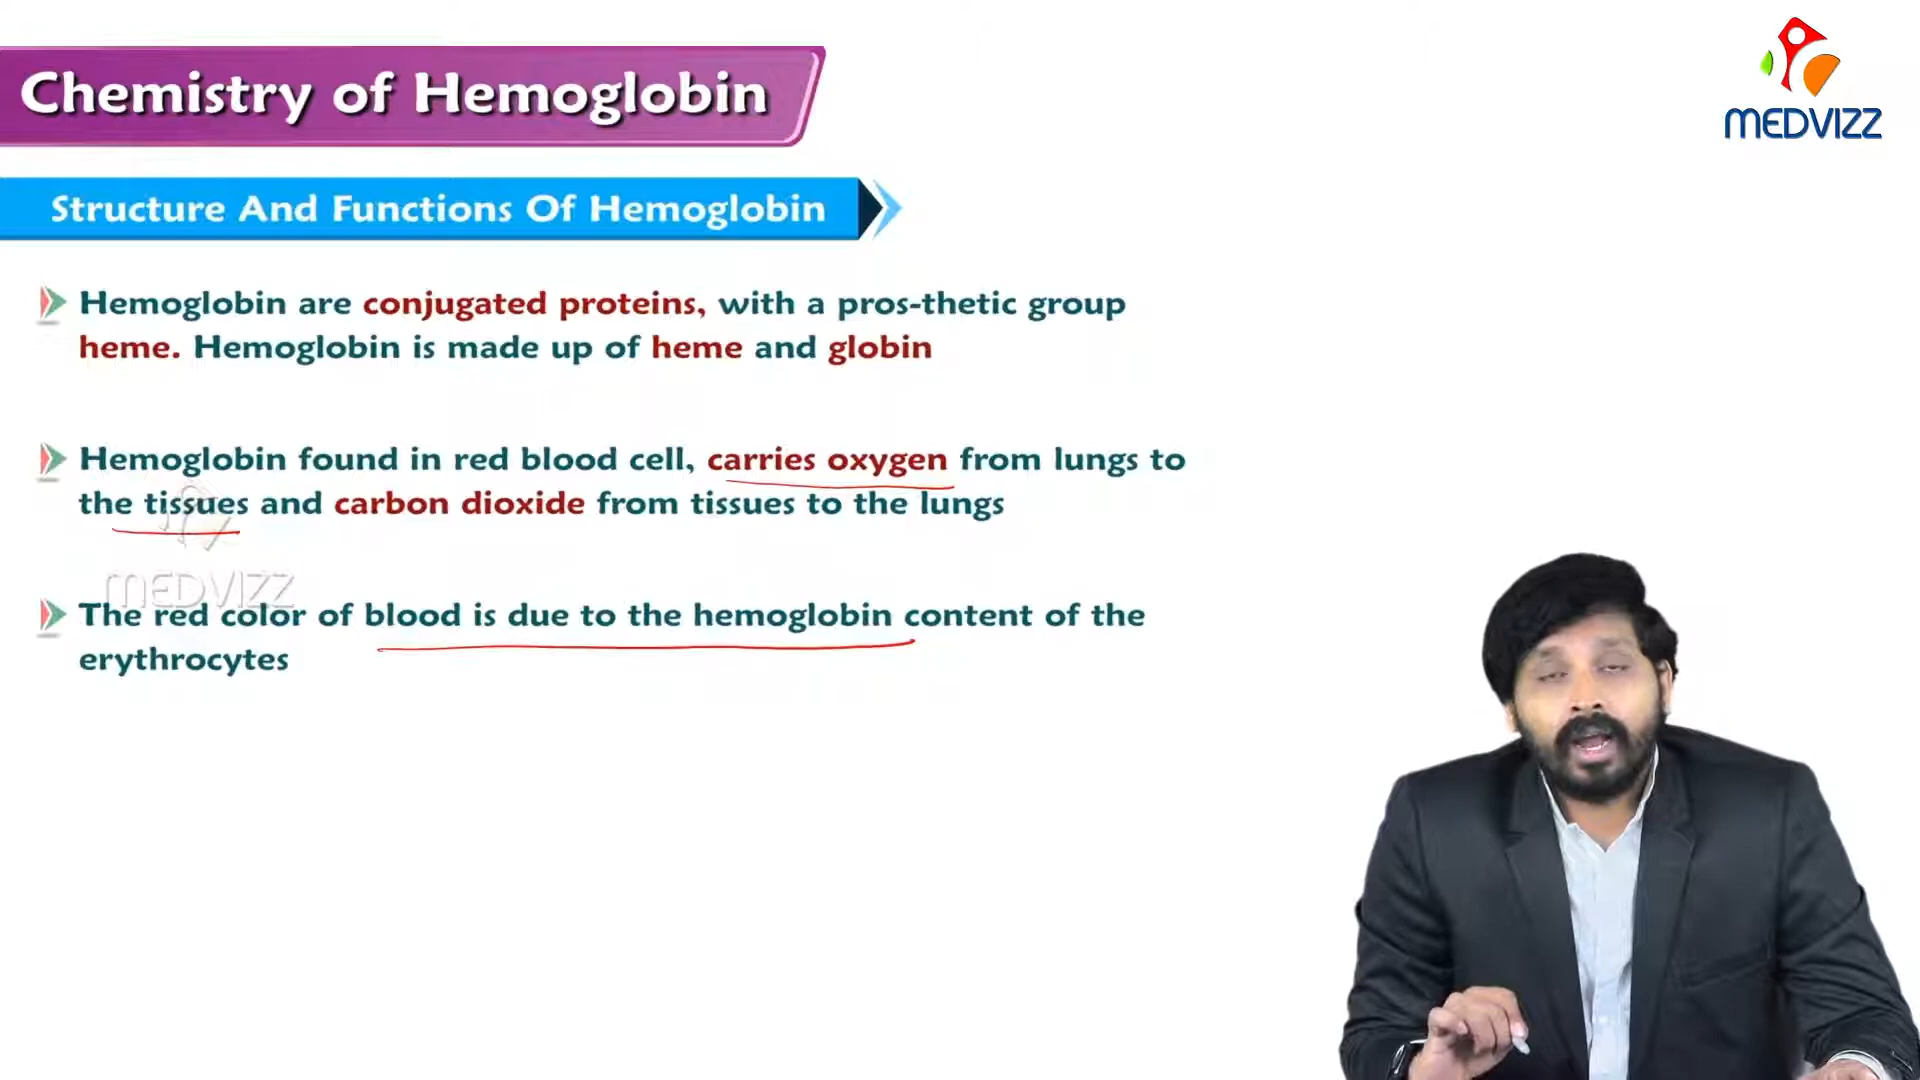 Chemistry of Hemoglobin
MEDVIZZ
Structure And Functions Of Hemoglobin
Hemoglobin are conjugated proteins, with a pros-thetic group
heme. Hemoglobin is made up of heme and globin
Hemoglobin found in red blood cell, carries oxygen from lungs to
the tissues and carbon dioxide from tissues to the lungs
MEDVIZZ
The red color of blood is due to the hemoglobin content of the
erythrocytes